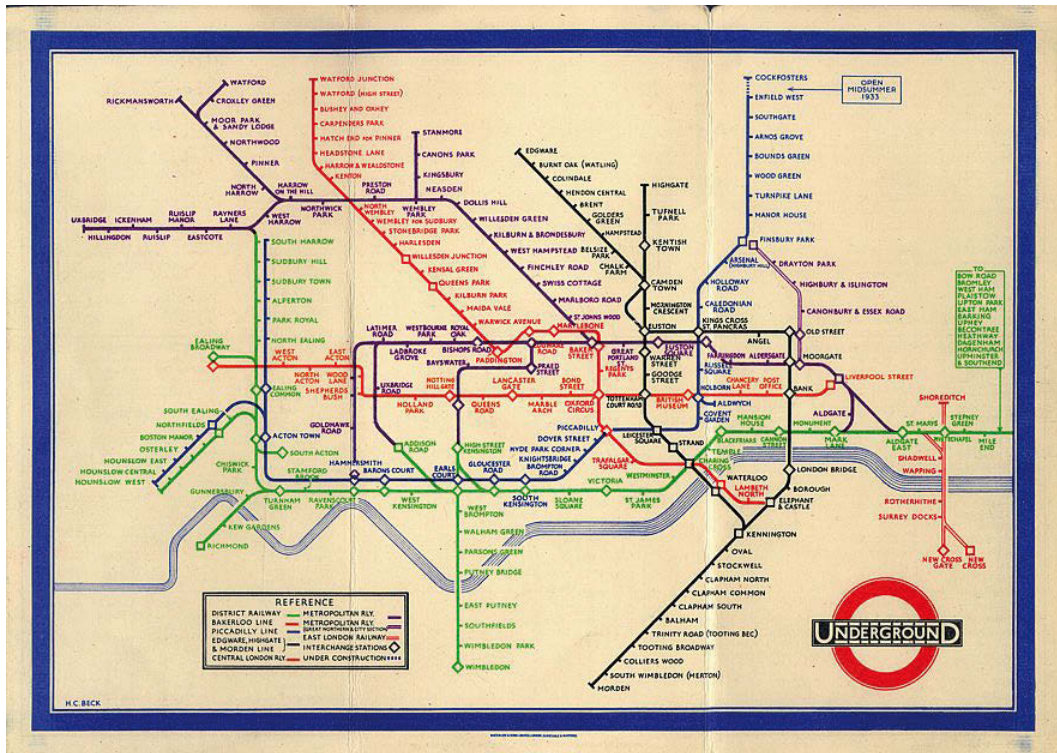 WATFORD
CROXLEY GREEN
RICKMANSWORTH
MOOR PARK
& SANDY LODGE
NORTHWOOD
PINNER
NORTH
HARROW
HARROW
ON THE HILL
NORTHWICK
PARK
PRESTON
ROAD
WEMBLEY
PARK
STANMORE
CANONS PARK
KINGSBURY
NEASDEN
DOLLIS HILL
WILLESDEN GREEN
KILBURN & BRONDESBURY
WEST HAMPSTEAD
FINCHLEY ROAD
SWISS COTTAGE
MARLBORO ROAD
ST JOHNS WOOD
UXBRIDGE
HILLINGDON
ICKENHAM
RUISLIP
RUISLIP
MANOR
EASTCOTE
RAYNERS
LANE
WEST
HARROW
WATFORD JUNCTION
WATFORD (HIGH STREET)
BUSHEY AND OXHEY
CARPENDERS PARK
HATCH END FOR PINNER
HEADSTONE LANE
HARROW & WEALDSTONE
KENTON
NORTH
WEMBLEY
WEMBLEY FOR SUDBURY
STONEBRIDGE PARK
HARLESDEN
WILLESDEN JUNCTION
KENSAL GREEN
QUEENS PARK
KILBURN PARK
MAIDA VALE
WARWICK AVENUE
PADDINGTON
EDGWARE
ROAD
MARYLEBONE
BAKER
STREET
REGENTS
PARK
OXFORD
CIRCUS
PICCADILLY
TRAFALGAR
SQUARE
CHARING
CROSS
WATERLOO
LAMBETH
NORTH
ELEPHANT
& CASTLE
EDGWARE
BURNT OAK (WATLING)
COLINDALE
HENDON CENTRAL
BRENT
GOLDERS
GREEN
HAMPSTEAD
BELSIZE
PARK
CHALK
FARM
HIGHGATE
TUFNELL
PARK
KENTISH
TOWN
CAMDEN
TOWN
MORNINGTON
CRESCENT
EUSTON
WARREN
STREET
GOODGE
STREET
TOTTENHAM
COURT ROAD
LEICESTER
SQUARE
STRAND
COCKFOSTERS
OPEN
MIDSUMMER
1933
ENFIELD WEST
SOUTHGATE
ARNOS GROVE
BOUNDS GREEN
WOOD GREEN
TURNPIKE LANE
MANOR HOUSE
FINSBURY PARK
ARSENAL
(HIGHBURY HILL)
DRAYTON PARK
HIGHBURY & ISLINGTON
CANONBURY & ESSEX ROAD
HOLLOWAY
ROAD
CALEDONIAN
ROAD
KINGS CROSS
ST. PANCRAS
RUSSELL
SQUARE
HOLBORN
ALDWYCH
COVENT
GARDEN
ANGEL
OLD STREET
MOORGATE
BANK
LONDON BRIDGE
BOROUGH
GREAT
PORTLAND
ST.
EUSTON
SQUARE
FARRINGDON
ALDERSGATE
LIVERPOOL STREET
ALDGATE
LATIMER
ROAD
LADBROKE
GROVE
WESTBOURNE
PARK
ROYAL
OAK
BISHOPS ROAD
BAYSWATER
PRAED
STREET
UXBRIDGE
ROAD
GOLDHAWK
ROAD
HAMMERSMITH
EALING
BROADWAY
WEST
ACTON
NORTH
ACTON
EAST
ACTON
WOOD
LANE
SHEPHERDS
BUSH
HOLLAND
PARK
NOTTING
HILL GATE
QUEENS
ROAD
LANCASTER
GATE
MARBLE
ARCH
BOND
STREET
BRITISH
MUSEUM
CHANCERY
LANE
POST
OFFICE
SOUTH HARROW
SUDBURY HILL
SUDBURY TOWN
ALPERTON
PARK ROYAL
NORTH EALING
EALING
COMMON
ACTON TOWN
SOUTH ACTON
CHISWICK
PARK
SOUTH EALING
NORTHFIELDS
BOSTON MANOR
OSTERLEY
HOUNSLOW EAST
HOUNSLOW CENTRAL
HOUNSLOW WEST
GUNNERSBURY
KEW GARDENS
RICHMOND
TURNHAM
GREEN
STAMFORD
BROOK
RAVENSCOURT
PARK
BARONS COURT
WEST
KENSINGTON
ADDISON
ROAD
HIGH STREET
KENSINGTON
EARLS
COURT
GLOUCESTER
ROAD
SOUTH
KENSINGTON
DOVER STREET
HYDE PARK CORNER
KNIGHTSBRIDGE
BROMPTON
ROAD
SLOANE
SQUARE
VICTORIA
ST. JAMES
PARK
WESTMINSTER
TEMPLE
BLACKFRIARS
MANSION
HOUSE
CANNON
STREET
MONUMENT
MARK
LANE
ALDGATE
EAST
ST. MARYS
WHITECHAPEL
STEPNEY
GREEN
MILE
END
TO
BOW ROAD
BROMLEY
WEST HAM
PLAISTOW
UPTON PARK
EAST HAM
BARKING
UPNEY
BECONTREE
HEATHWAY
DAGENHAM
HORNCHURCH
UPMINSTER
& SOUTHEND
SHOREDITCH
SHADWELL
WAPPING
ROTHERHITHE
SURREY DOCKS
NEW CROSS
GATE
NEW
CROSS
WEST
BROMPTON
WALHAM GREEN
PARSONS GREEN
PUTNEY BRIDGE
EAST PUTNEY
SOUTHFIELDS
WIMBLEDON PARK
WIMBLEDON
KENNINGTON
OVAL
STOCKWELL
CLAPHAM NORTH
CLAPHAM COMMON
CLAPHAM SOUTH
BALHAM
TRINITY ROAD (TOOTING BEC)
TOOTING BROADWAY
COLLIERS WOOD
SOUTH WIMBLEDON (MERTON)
MORDEN
REFERENCE
DISTRICT RAILWAY
BAKERLOO LINE
PICCADILLY LINE
EDGWARE, HIGHGATE
& MORDEN LINE
CENTRAL LONDON RLY.
METROPOLITAN RLY.
METROPOLITAN RLY.
(GREAT NORTHERN & CITY SECTION)
EAST LONDON RAILWAY
INTERCHANGE STATIONS
UNDER CONSTRUCTION
UNDERGROUND
H.C. BECK